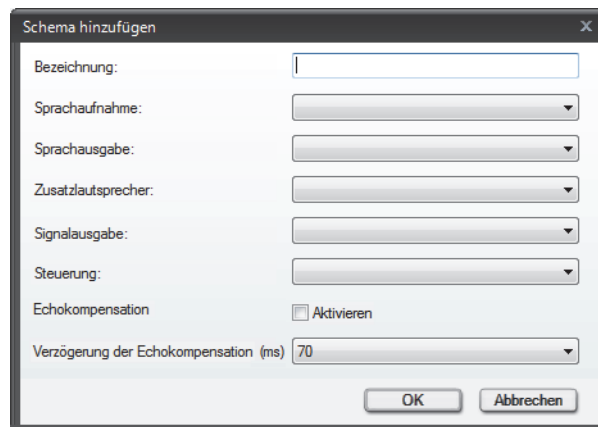 Schema hinzufügen
Bezeichnung:
Sprachaufnahme:
Sprachausgabe:
Zusatzlautsprecher:
Signalausgabe:
Steuerung:
Echokompensation Aktivieren
Verzögerung der Echokompensation (ms) 70
OK Abbrechen